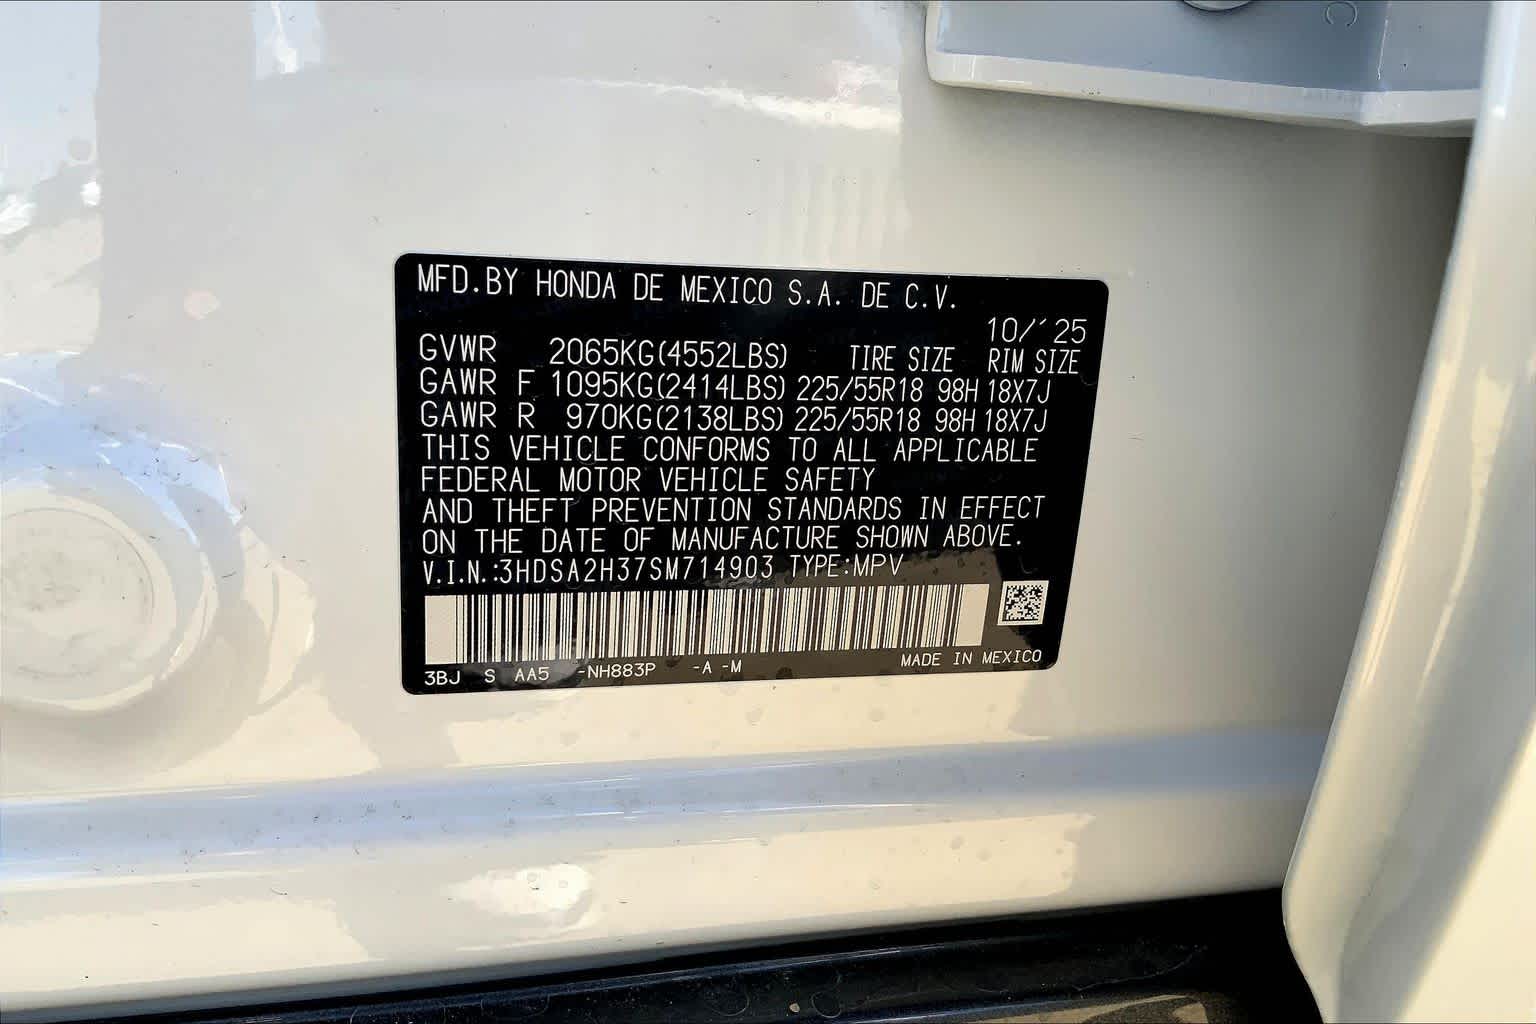 MFD.BY HONDA DE MEXICO S.A. DE C.V.
10/'25
GVWR 2065KG(4552LBS) TIRE SIZE RIM SIZE
GAWR F 1095KG(2414LBS) 225/55R18 98H 18X7J
GAWR R 970KG(2138LBS) 225/55R18 98H 18X7J
THIS VEHICLE CONFORMS TO ALL APPLICABLE
FEDERAL MOTOR VEHICLE SAFETY
AND THEFT PREVENTION STANDARDS IN EFFECT
ON THE DATE OF MANUFACTURE SHOWN ABOVE.
V.I.N.:3HDSA2H37SM714903 TYPE:MPV
3BJ S AA5 -NH883P -A -M MADE IN MEXICO